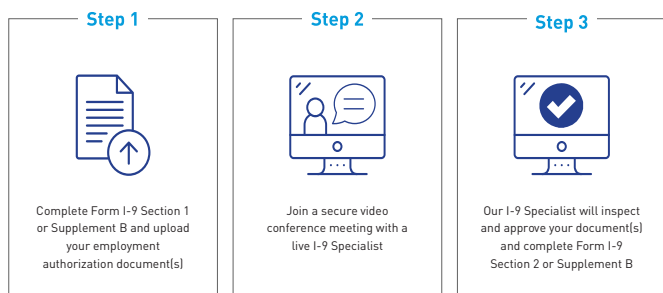 Step 1
Complete Form I-9 Section 1
or Supplement B and upload
your employment
authorization document(s)
Step 2
Join a secure video
conference meeting with a
live I-9 Specialist
Step 3
Our I-9 Specialist will inspect
and approve your document(s)
and complete Form I-9
Section 2 or Supplement B